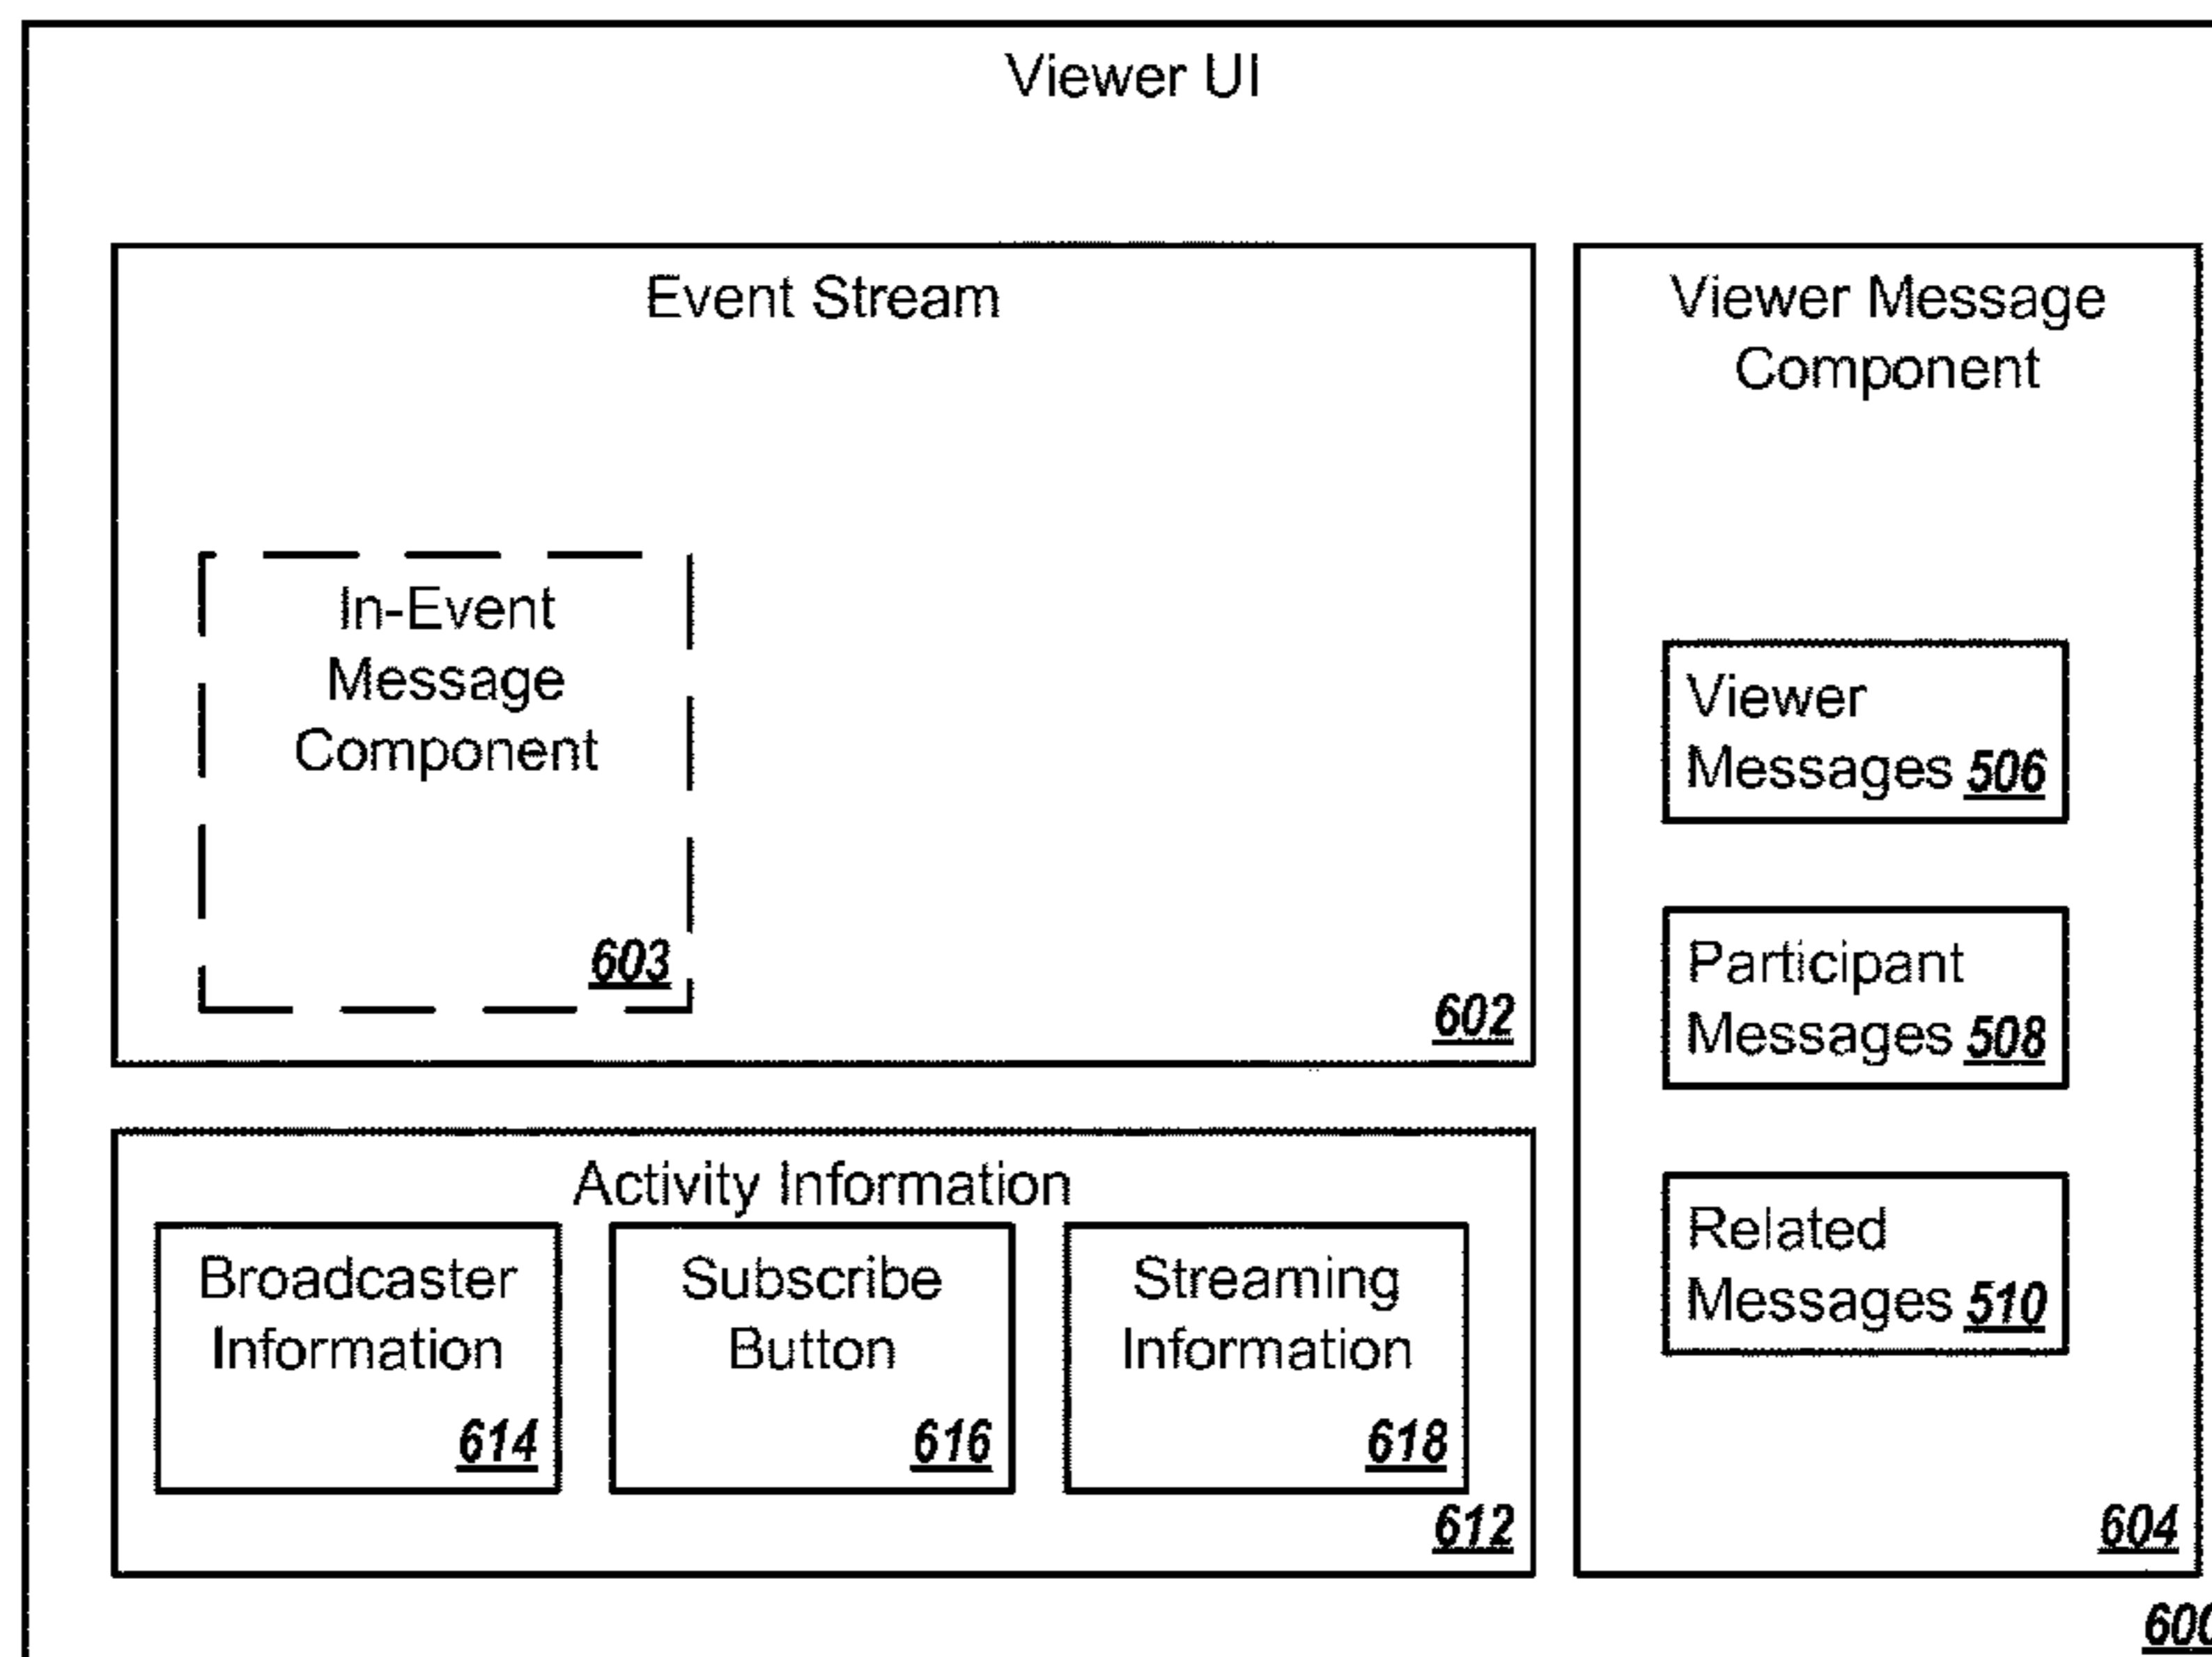 Viewer UI
Event Stream
In-Event
Message
Component
603
602
Viewer Message
Component
Viewer
Messages 506
Participant
Messages 508
Related
Messages 510
604
Activity Information
Broadcaster
Information
614
Subscribe
Button
616
Streaming
Information
618
612
600